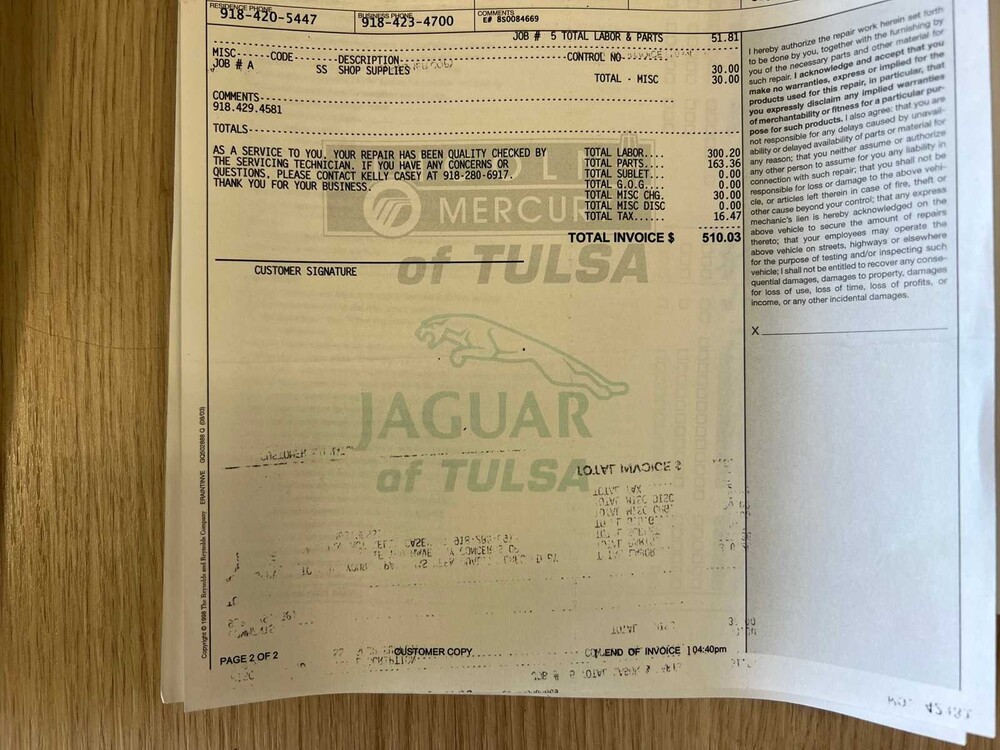 RESIDENCE PHONE
918-420-5447
BUSINESS PHONE
918-423-4700
COMMENTS
E# 8S0084669
JOB # 5 TOTAL LABOR & PARTS 51.81
MISC------CODE------DESCRIPTION------CONTROL NO------
JOB # A SS SHOP SUPPLIES 30.00
TOTAL - MISC 30.00
COMMENTS------
918.429.4581
TOTALS------
AS A SERVICE TO YOU, YOUR REPAIR HAS BEEN QUALITY CHECKED BY
THE SERVICING TECHNICIAN. IF YOU HAVE ANY CONCERNS OR
QUESTIONS, PLEASE CONTACT KELLY CASEY AT 918-280-6917.
THANK YOU FOR YOUR BUSINESS.
TOTAL LABOR.... 300.20
TOTAL PARTS.... 163.36
TOTAL SUBLET... 0.00
TOTAL G.O.G.... 0.00
TOTAL MISC CHG. 30.00
TOTAL MISC DISC 0.00
TOTAL TAX...... 16.47
TOTAL INVOICE $ 510.03
CUSTOMER SIGNATURE
MERCUR
of TULSA
JAGUAR
of TULSA
I hereby authorize the repair work herein set forth
to be done by you, together with the furnishing by
you of the necessary parts and other material for
such repair. I acknowledge and accept that you
make no warranties, express or implied for the
products used for this repair, in particular, that
you expressly disclaim any implied warranties
of merchantability or fitness for a particular pur-
pose for such products. I also agree: that you are
not responsible for any delays caused by unavail-
ability or delayed availability of parts or material for
any reason; that you neither assume or authorize
any other person to assume for you any liability in
connection with such repair; that you shall not be
responsible for loss or damage to the above vehi-
cle, or articles left therein in case of fire, theft or
other cause beyond your control; that any express
mechanic's lien is hereby acknowledged on the
above vehicle to secure the amount of repairs
thereto; that your employees may operate the
above vehicle on streets, highways or elsewhere
for the purpose of testing and/or inspecting such
vehicle; I shall not be entitled to recover any conse-
quential damages, damages to property, damages
for loss of use, loss of time, loss of profits, or
income, or any other incidental damages.
X
Copyright © 1998 The Reynolds and Reynolds Company ERAINTINVE Q (08/03)
PAGE 2 OF 2
CUSTOMER COPY
END OF INVOICE
04:40pm